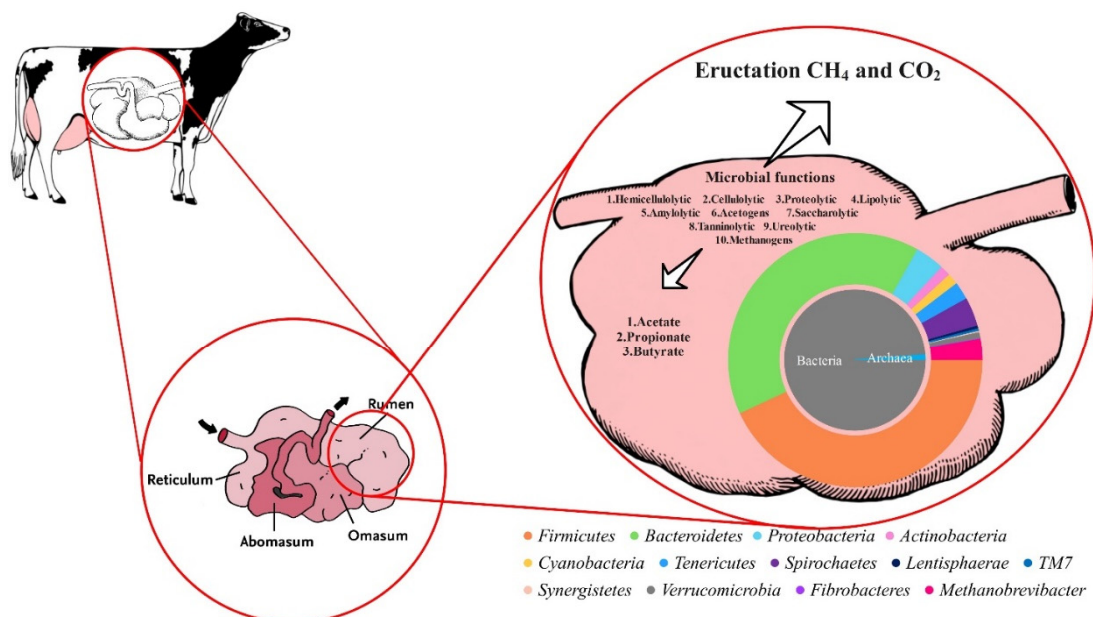 Eructation CH₄ and CO₂
Microbial functions
1.Hemicellulolytic 2.Cellulolytic 3.Proteolytic 4.Lipolytic
5.Amylolytic 6.Acetogens 7.Saccharolytic
8.Tanninolytic 9.Ureolytic
10.Methanogens
1.Acetate
2.Propionate
3.Butyrate
Bacteria
Archaea
Rumen
Reticulum
Abomasum
Omasum
Firmicutes Bacteroidetes Proteobacteria Actinobacteria
Cyanobacteria Tenericutes Spirochaetes Lentisphaerae TM7
Synergistetes Verrucomicrobia Fibrobacteres Methanobrevibacter